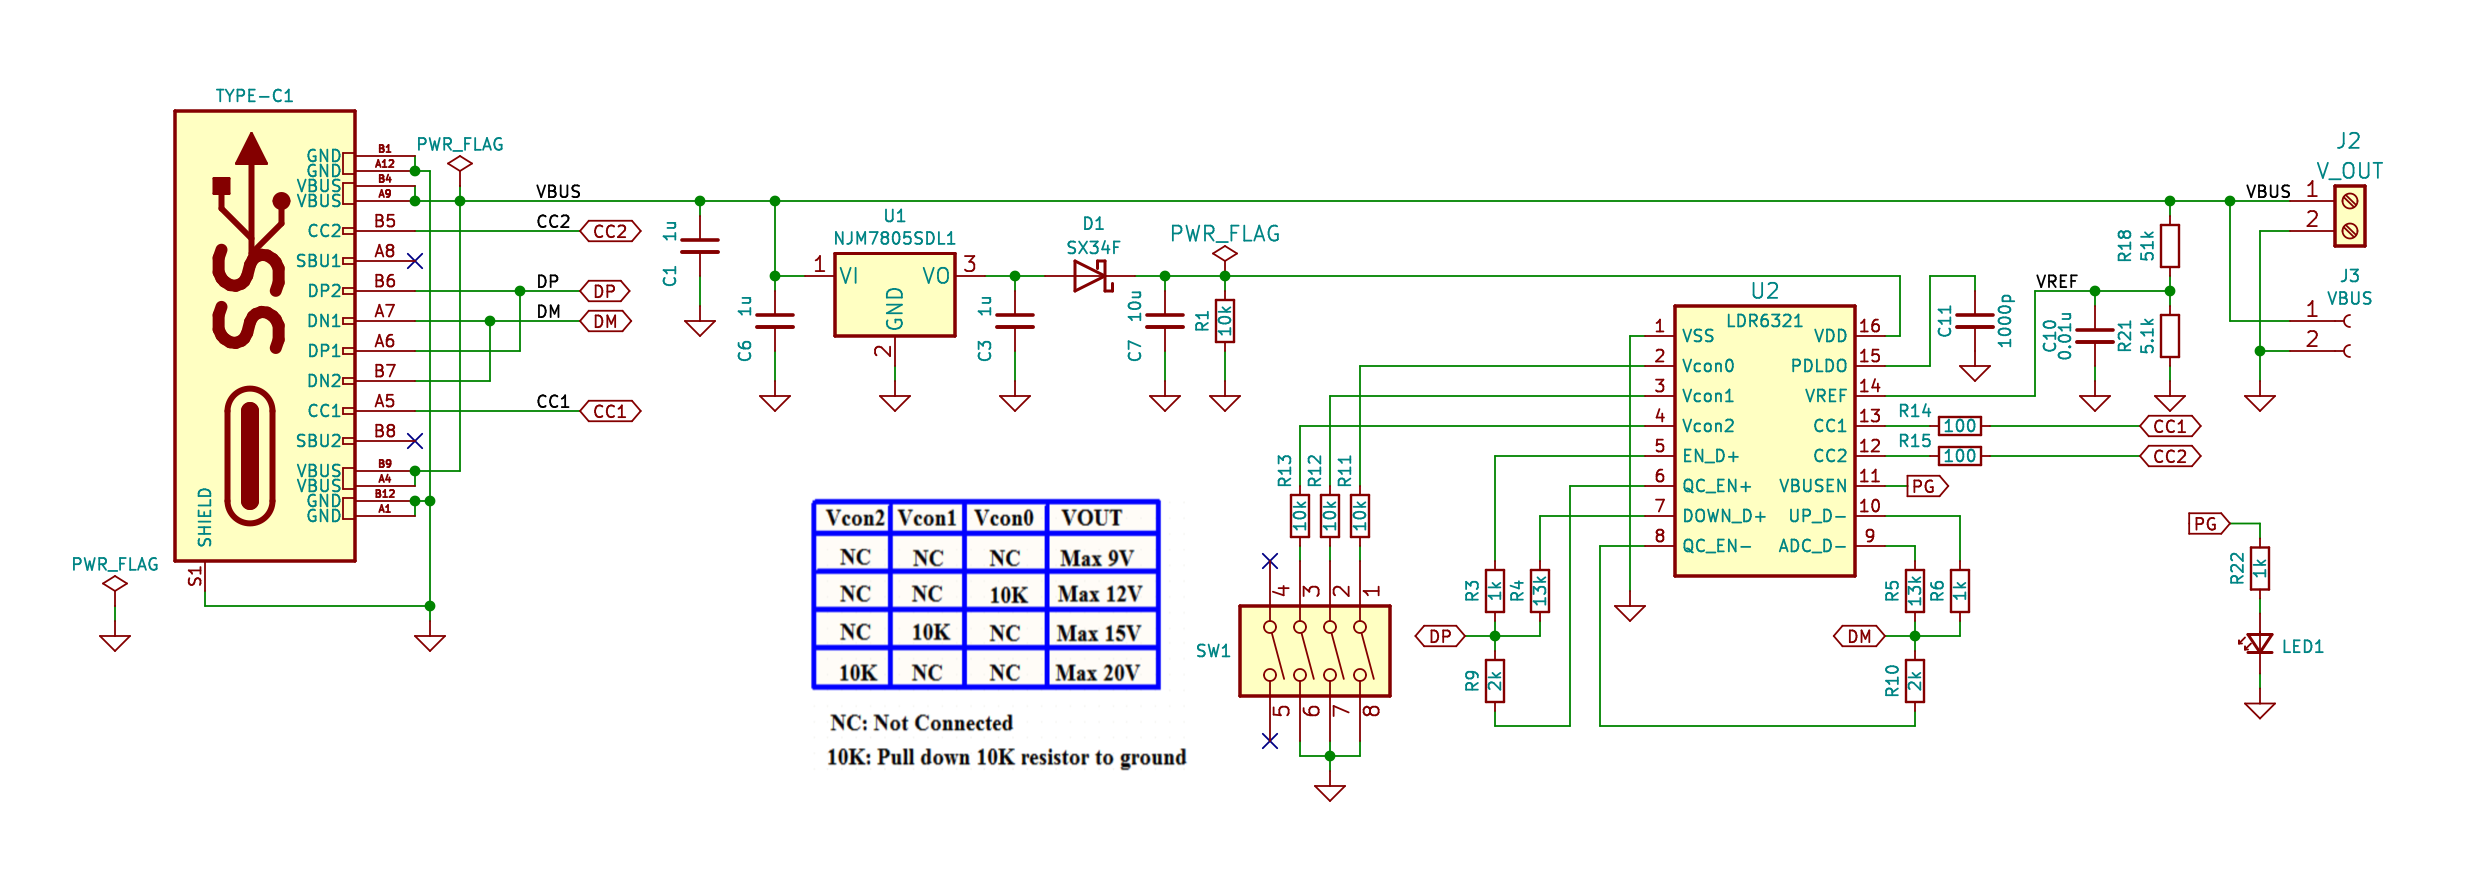 TYPE-C1
GND
B1
GND
A12
VBUS
B4
VBUS
A9
CC2
B5
SBU1
A8
DP2
B6
DN1
A7
DP1
A6
DN2
B7
CC1
A5
SBU2
B8
VBUS
B9
VBUS
A4
GND
B12
GND
A1
SHIELD
S1
SS
PWR_FLAG
PWR_FLAG
VBUS
CC2
CC2
DP
DP
DM
DM
CC1
CC1
1u
C1
1u
C6
U1
NJM7805SDL1
1
VI
VO
3
GND
2
1u
C3
D1
SX34F
10u
C7
PWR_FLAG
R1
10k
Vcon2 Vcon1 Vcon0 VOUT
NC NC NC Max 9V
NC NC 10K Max 12V
NC 10K NC Max 15V
10K NC NC Max 20V
NC: Not Connected
10K: Pull down 10K resistor to ground
R13
10k
R12
10k
R11
10k
SW1
4 3 2 1
5 6 7 8
U2
LDR6321
1 VSS
2 Vcon0
3 Vcon1
4 Vcon2
5 EN_D+
6 QC_EN+
7 DOWN_D+
8 QC_EN-
VDD 16
PDLDO 15
VREF 14
CC1 13
CC2 12
VBUSEN 11
UP_D- 10
ADC_D- 9
R3
1k
R4
13k
DP
R9
2k
R5
13k
R6
1k
DM
R10
2k
C11
1000p
R14
100
CC1
R15
100
CC2
PG
VREF
C10
0.01u
R18
51k
R21
5.1k
J2
V_OUT
VBUS
1
2
J3
VBUS
1
2
PG
R22
1k
LED1